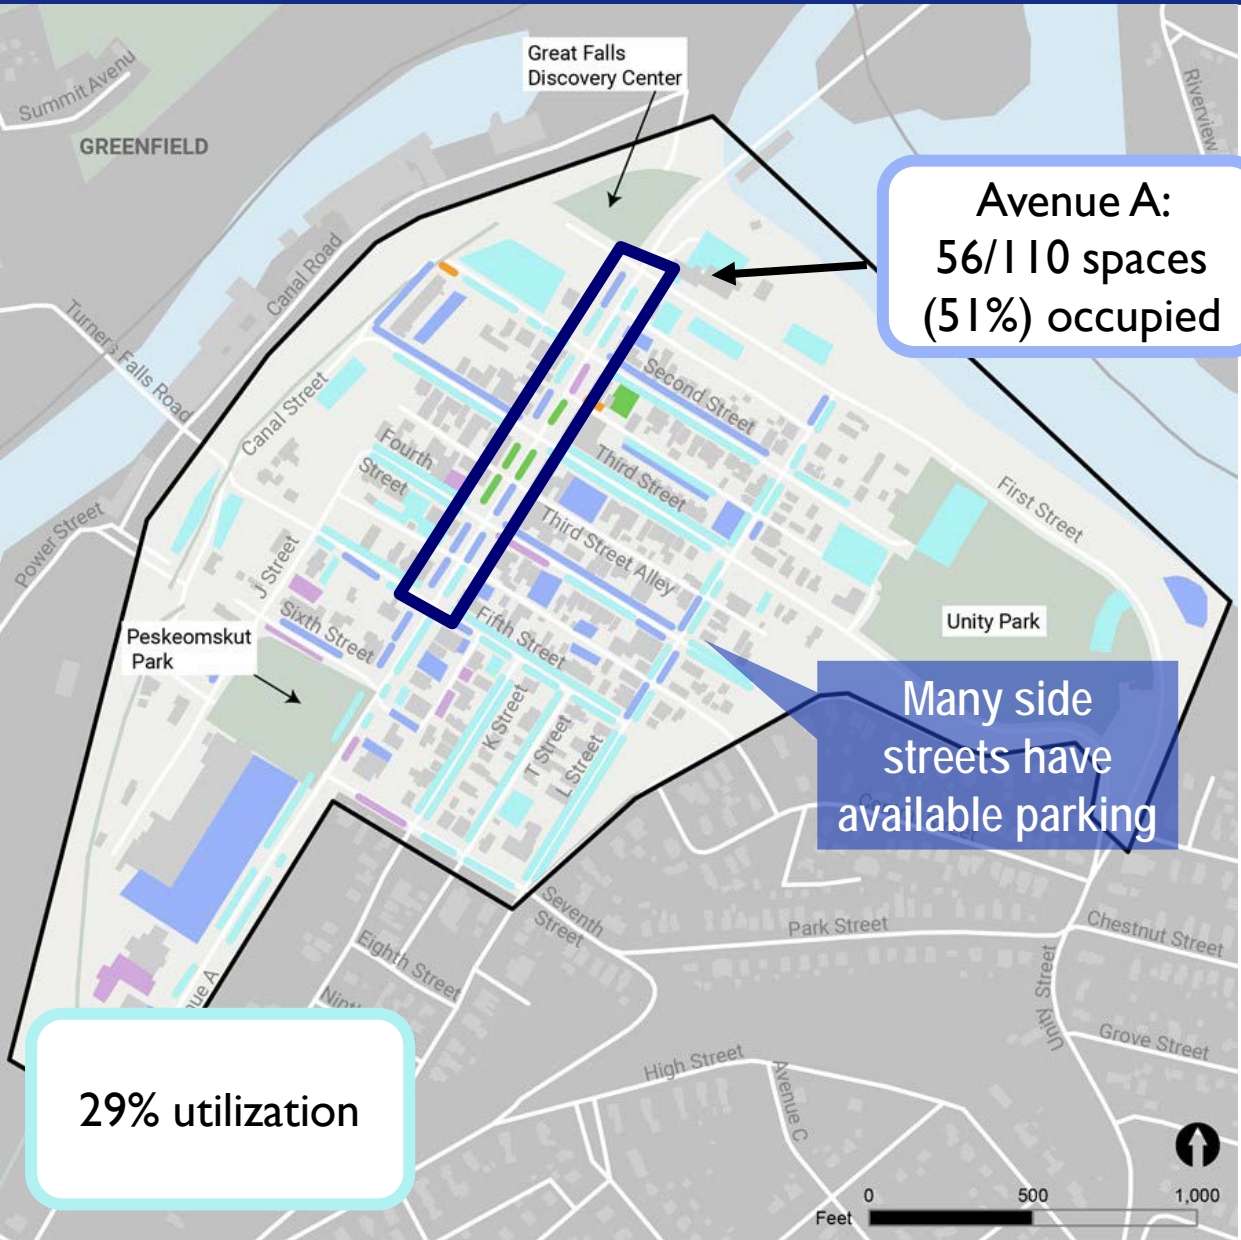 Great Falls
Discovery Center
Summit Avenu
GREENFIELD
Riverview
Avenue A:
56/110 spaces
(51%) occupied
Canal Road
Turners Falls Road
Canal Street
Second Street
Fourth
Street
Third Street
First Street
Power Street
Third Street Alley
J Street
Sixth Street
Fifth Street
Unity Park
Peskeomskut
Park
Many side
streets have
available parking
K Street
T Street
L Street
Seventh
Street
Park Street
Chestnut Street
Eighth Street
Nint
nue A
Unity Street
Grove Street
High Street
Avenue C
29% utilization
0 500 1,000
Feet